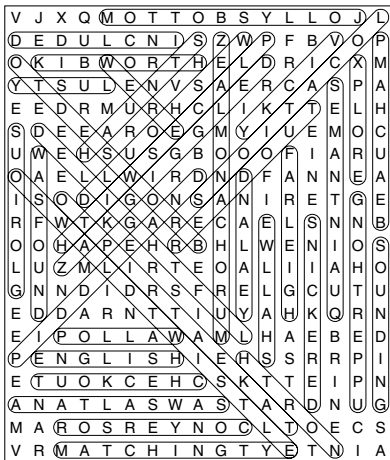 V J X Q M O T T O B S Y L L O J L
D E D U L C N I S Z W P F B V O P
O K I B W O R T H E L D R I C X M
Y T S U L E N V S A E R C A S P A
E E D R M U R H C L I K T T E L H
S D E E A R O E G M Y I U E M O C
U W E H S U S G B O O O F I A R U
O A E L L W I R D N D F A N N E A
I S O D I G O N S A N I R E T G E
R F W T K G A R E C A E L S N N B
O O H A P E H R B H L W E N I O S
L U Z M L I R T E O A L I I A H O
G N N D I D R S F R E L G C U T U
E D D A R N T T I U Y A H K Q R N
E I P O L L A W A M L H A E B E D
P E N G L I S H I E H S S R R P I
E T U O K C E H C S K T T E I P N
A N A T L A S W A S T A R D N U G
M A R O S R E Y N O C L T O E C S
V R M A T C H I N G T Y E T N I A